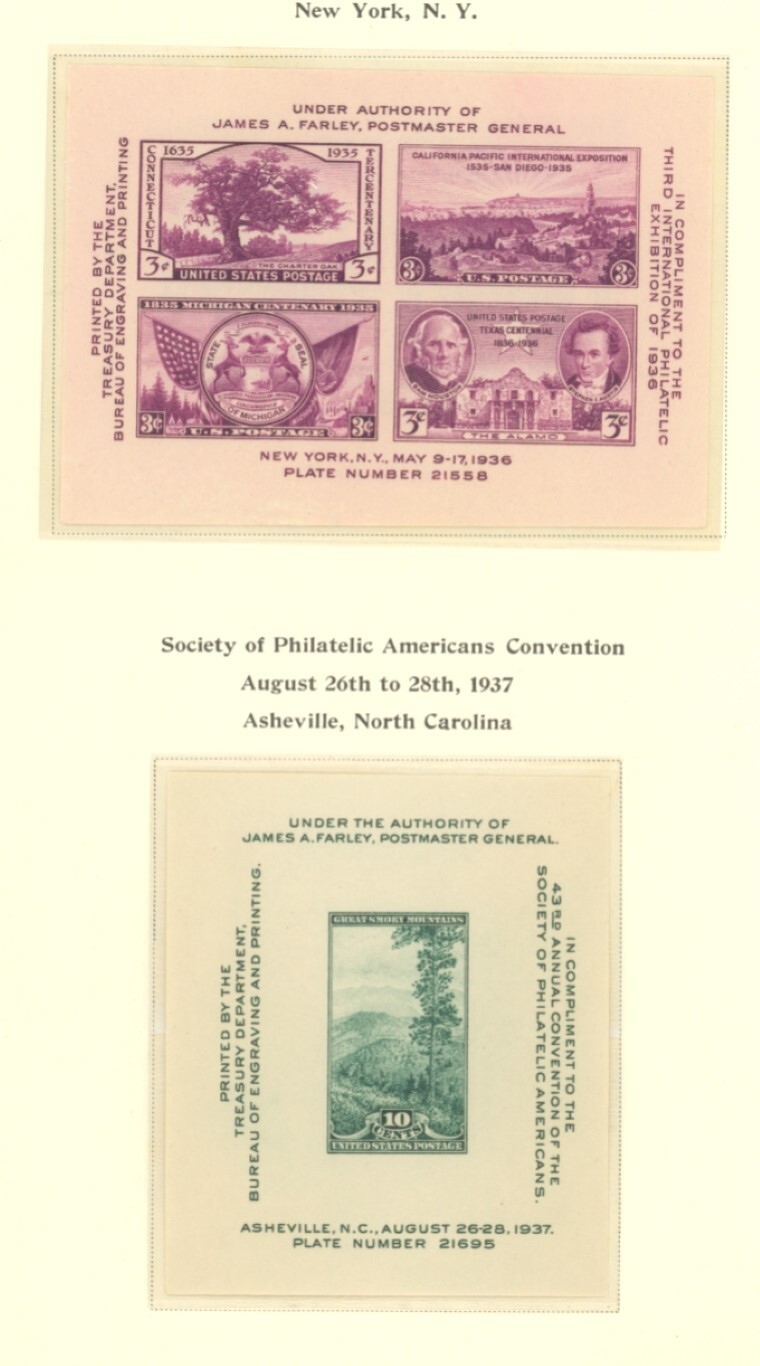 New York, N. Y.
UNDER AUTHORITY OF
JAMES A. FARLEY, POSTMASTER GENERAL
PRINTED BY THE
TREASURY DEPARTMENT,
BUREAU OF ENGRAVING AND PRINTING
1635 1935
CONNECTICUT
TERCENTENARY
THE CHARTER OAK
3¢ 3¢
UNITED STATES POSTAGE
CALIFORNIA PACIFIC INTERNATIONAL EXPOSITION
1535·SAN DIEGO·1935
3¢ 3¢
U.S. POSTAGE
1835 MICHIGAN CENTENARY 1935
STATE SEAL
OF MICHIGAN
3¢ 3¢
U.S. POSTAGE
UNITED STATES POSTAGE
TEXAS CENTENNIAL
1836·1936
3¢ 3¢
THE ALAMO
IN COMPLIMENT TO THE
THIRD INTERNATIONAL PHILATELIC
EXHIBITION OF 1936
NEW YORK, N.Y., MAY 9-17, 1936
PLATE NUMBER 21558
Society of Philatelic Americans Convention
August 26th to 28th, 1937
Asheville, North Carolina
UNDER THE AUTHORITY OF
JAMES A. FARLEY, POSTMASTER GENERAL.
PRINTED BY THE
TREASURY DEPARTMENT,
BUREAU OF ENGRAVING AND PRINTING.
GREAT SMOKY MOUNTAINS
10
CENTS
UNITED STATES POSTAGE
IN COMPLIMENT TO THE
43RD ANNUAL CONVENTION OF THE
SOCIETY OF PHILATELIC AMERICANS.
ASHEVILLE, N.C., AUGUST 26-28, 1937.
PLATE NUMBER 21695